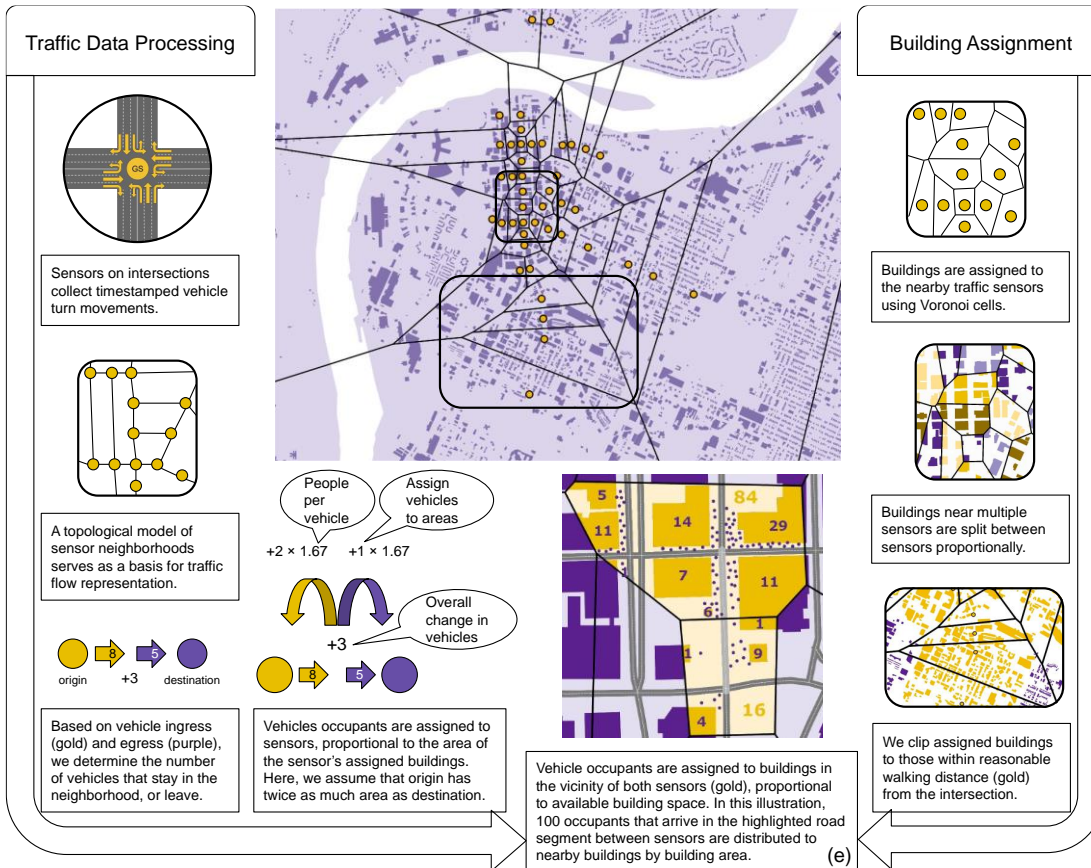 Traffic Data Processing
GS
Sensors on intersections
collect timestamped vehicle
turn movements.
A topological model of
sensor neighborhoods
serves as a basis for traffic
flow representation.
8
5
origin
+3
destination
Based on vehicle ingress
(gold) and egress (purple),
we determine the number
of vehicles that stay in the
neighborhood, or leave.
People
per
vehicle
Assign
vehicles
to areas
+2 × 1.67
+1 × 1.67
Overall
change in
vehicles
+3
8
5
Vehicles occupants are assigned to
sensors, proportional to the area of
the sensor's assigned buildings.
Here, we assume that origin has
twice as much area as destination.
5
84
11
14
29
1
7
11
6
1
1
9
4
16
Vehicle occupants are assigned to buildings in
the vicinity of both sensors (gold), proportional
to available building space. In this illustration,
100 occupants that arrive in the highlighted road
segment between sensors are distributed to
nearby buildings by building area.
(e)
Building Assignment
Buildings are assigned to
the nearby traffic sensors
using Voronoi cells.
Buildings near multiple
sensors are split between
sensors proportionally.
We clip assigned buildings
to those within reasonable
walking distance (gold)
from the intersection.